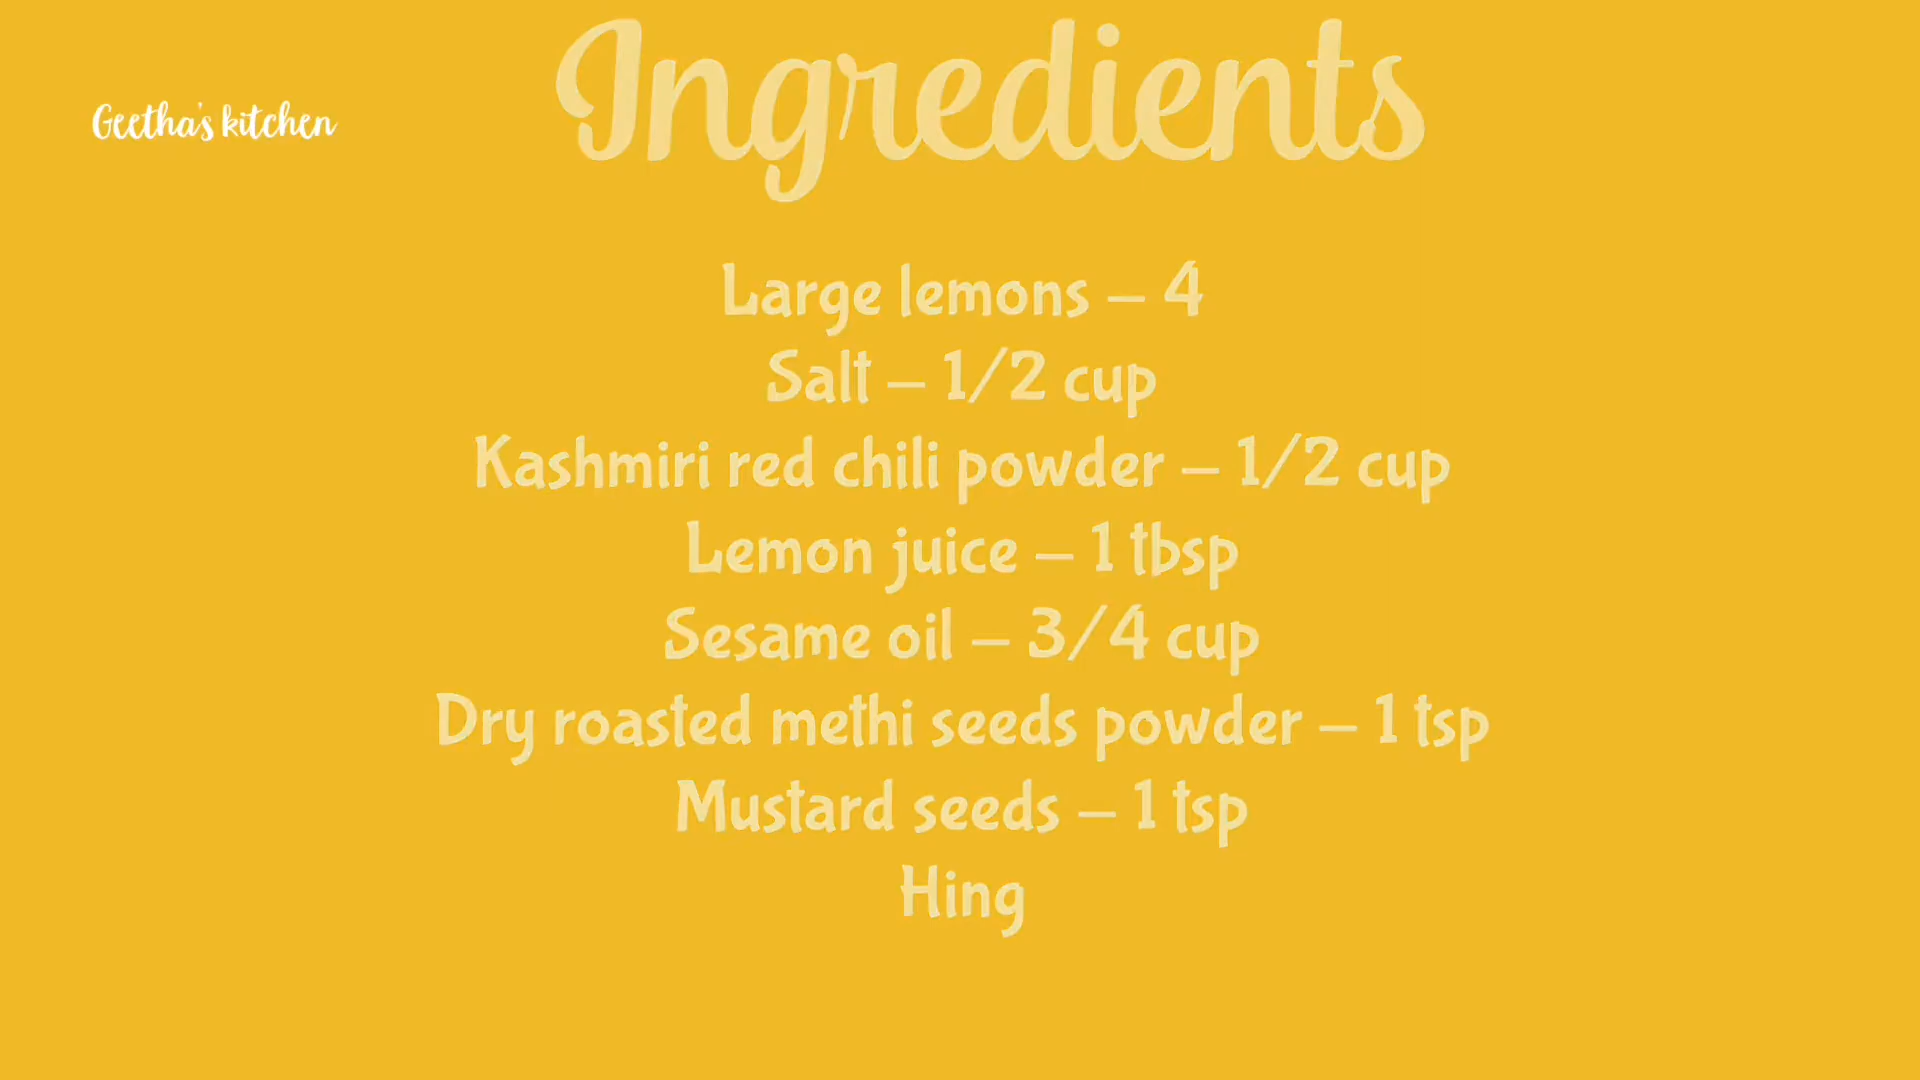 Ingredients
Geetha's kitchen
Large lemons – 4
Salt – 1/2 cup
Kashmiri red chili powder – 1/2 cup
Lemon juice – 1 tbsp
Sesame oil – 3/4 cup
Dry roasted methi seeds powder – 1 tsp
Mustard seeds – 1 tsp
Hing